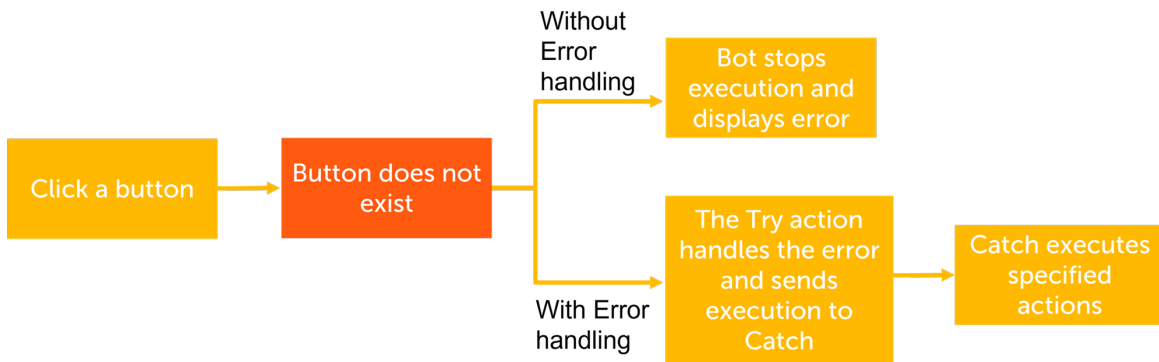 Click a button
Button does not
exist
Without
Error
handling
Bot stops
execution and
displays error
With Error
handling
The Try action
handles the error
and sends
execution to
Catch
Catch executes
specified
actions